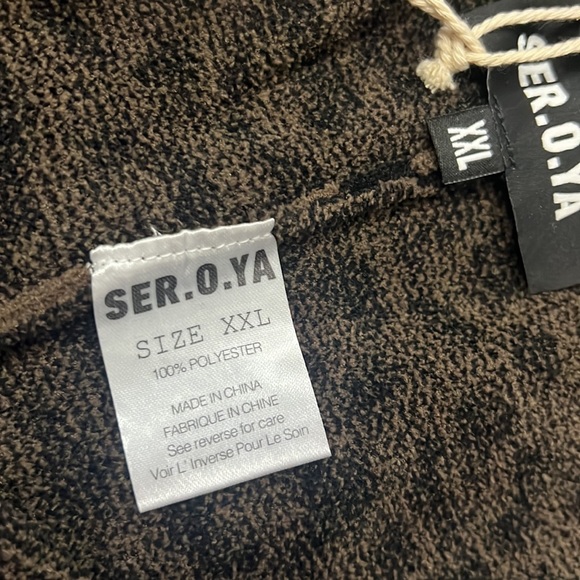 SER.O.YA
XXL
SER.O.YA
SIZE XXL
100% POLYESTER
MADE IN CHINA
FABRIQUE IN CHINE
See reverse for care
Voir L' Inverse Pour Le Soin